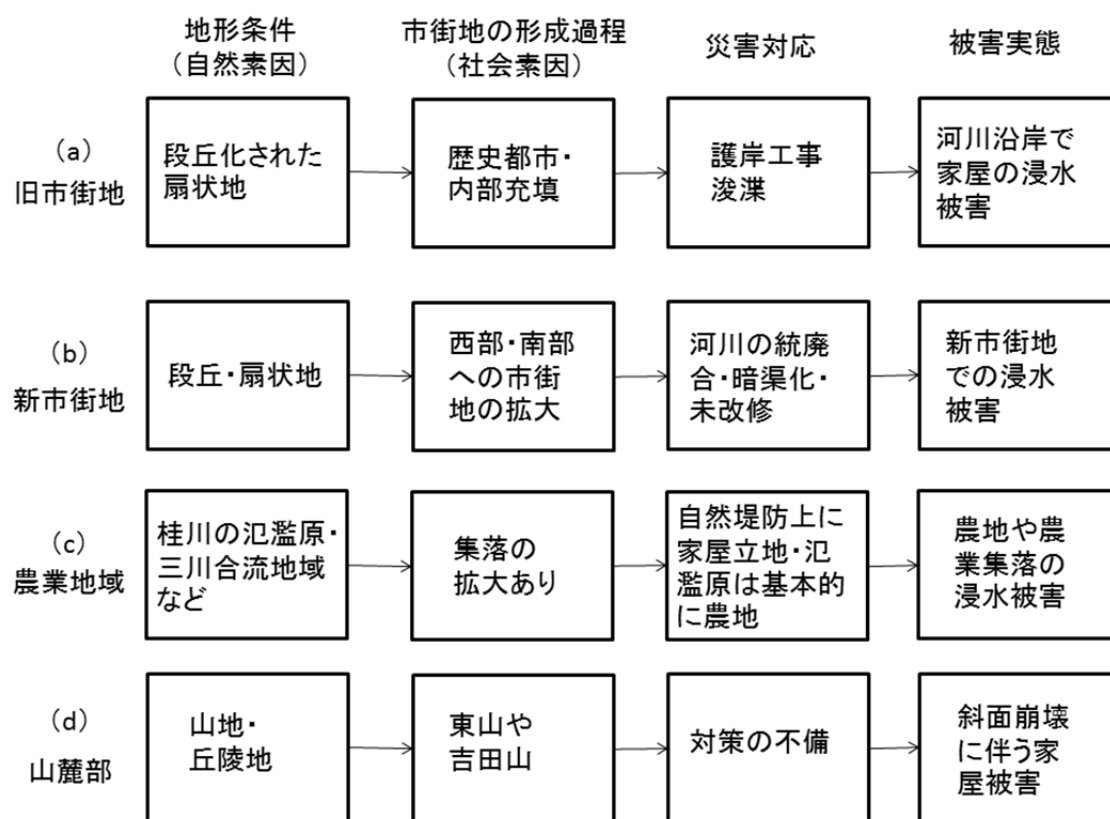 地形条件
（自然素因）
市街地の形成過程
（社会素因）
災害対応
被害実態
（a）
旧市街地
段丘化された
扇状地
歴史都市・
内部充填
護岸工事
浚渫
河川沿岸で
家屋の浸水
被害
（b）
新市街地
段丘・扇状地
西部・南部
への市街
地の拡大
河川の統廃
合・暗渠化・
未改修
新市街地
での浸水
被害
（c）
農業地域
桂川の氾濫原・
三川合流地域
など
集落の
拡大あり
自然堤防上に
家屋立地・氾
濫原は基本的
に農地
農地や農
業集落の
浸水被害
（d）
山麓部
山地・
丘陵地
東山や
吉田山
対策の不備
斜面崩壊
に伴う家
屋被害